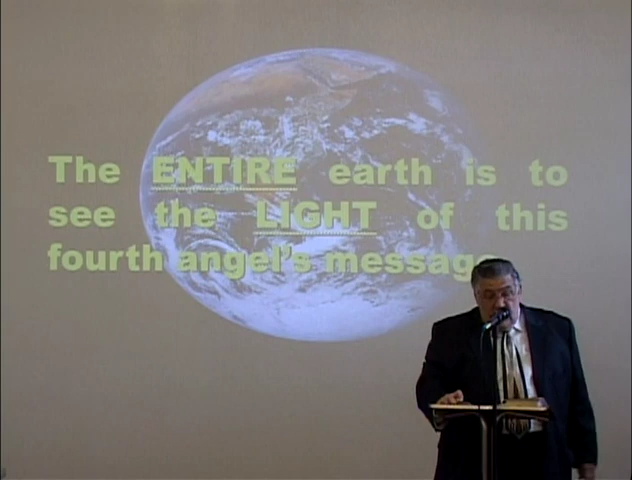 The ENTIRE earth is to
see the LIGHT of this
fourth angel's message